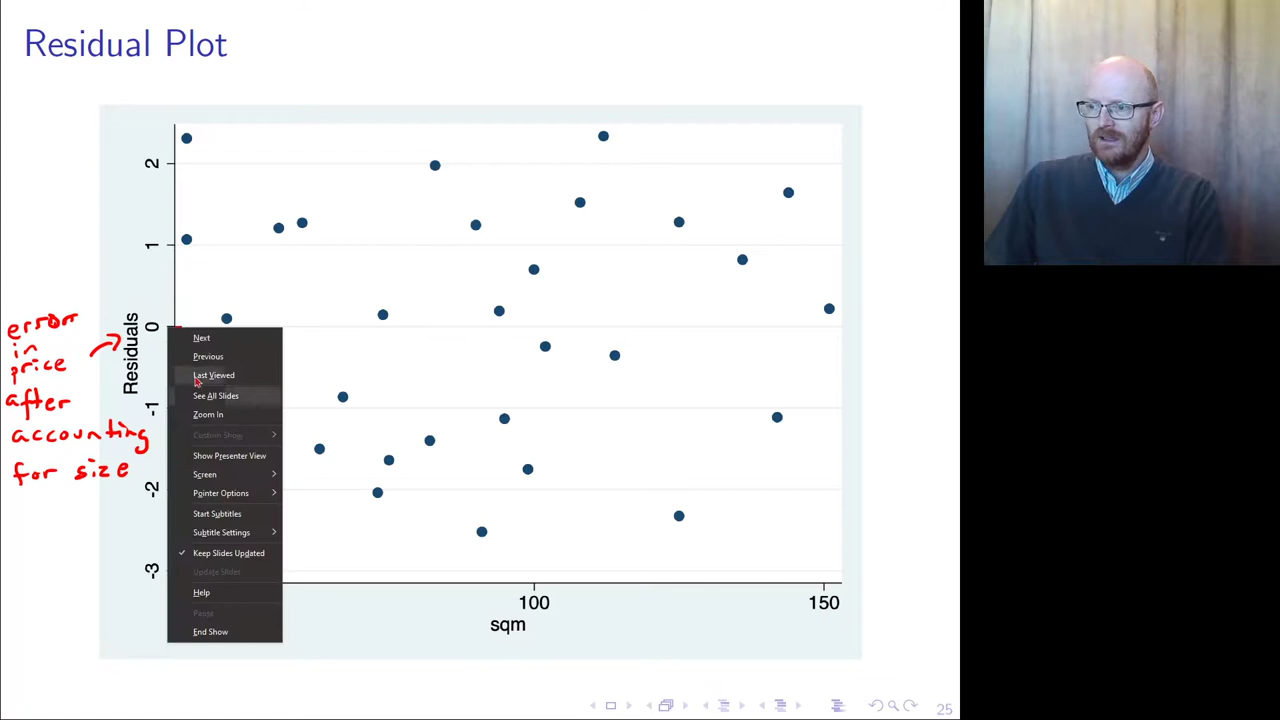 Residual Plot
2
1
0
-1
-2
-3
Residuals
error
in
price
after
accounting
for size
Next
Previous
Last Viewed
See All Slides
Zoom In
Custom Show
Show Presenter View
Screen
Pointer Options
Start Subtitles
Subtitle Settings
Keep Slides Updated
Update Slides
Help
Pause
End Show
100
150
sqm
25